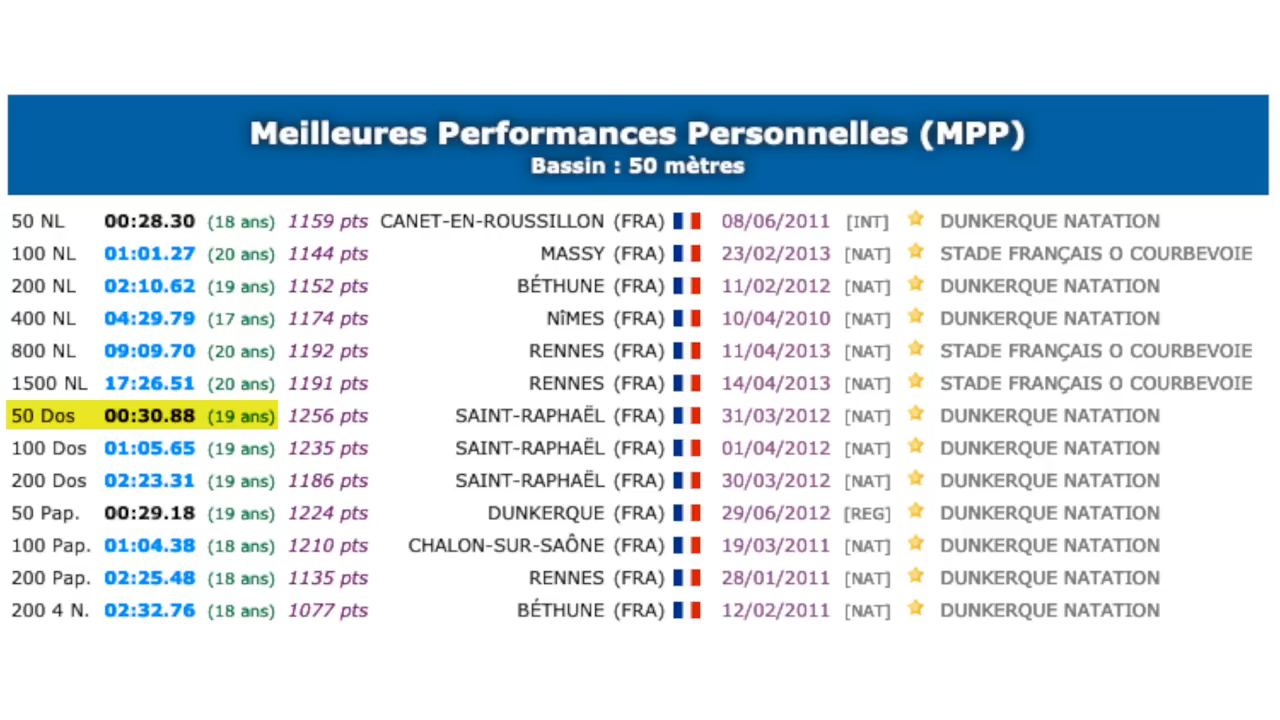 Meilleures Performances Personnelles (MPP)
Bassin : 50 mètres
50 NL 00:28.30 (18 ans) 1159 pts CANET-EN-ROUSSILLON (FRA) 08/06/2011 [INT] DUNKERQUE NATATION
100 NL 01:01.27 (20 ans) 1144 pts MASSY (FRA) 23/02/2013 [NAT] STADE FRANÇAIS O COURBEVOIE
200 NL 02:10.62 (19 ans) 1152 pts BÉTHUNE (FRA) 11/02/2012 [NAT] DUNKERQUE NATATION
400 NL 04:29.79 (17 ans) 1174 pts NîMES (FRA) 10/04/2010 [NAT] DUNKERQUE NATATION
800 NL 09:09.70 (20 ans) 1192 pts RENNES (FRA) 11/04/2013 [NAT] STADE FRANÇAIS O COURBEVOIE
1500 NL 17:26.51 (20 ans) 1191 pts RENNES (FRA) 14/04/2013 [NAT] STADE FRANÇAIS O COURBEVOIE
50 Dos 00:30.88 (19 ans) 1256 pts SAINT-RAPHAËL (FRA) 31/03/2012 [NAT] DUNKERQUE NATATION
100 Dos 01:05.65 (19 ans) 1235 pts SAINT-RAPHAËL (FRA) 01/04/2012 [NAT] DUNKERQUE NATATION
200 Dos 02:23.31 (19 ans) 1186 pts SAINT-RAPHAËL (FRA) 30/03/2012 [NAT] DUNKERQUE NATATION
50 Pap. 00:29.18 (19 ans) 1224 pts DUNKERQUE (FRA) 29/06/2012 [REG] DUNKERQUE NATATION
100 Pap. 01:04.38 (18 ans) 1210 pts CHALON-SUR-SAÔNE (FRA) 19/03/2011 [NAT] DUNKERQUE NATATION
200 Pap. 02:25.48 (18 ans) 1135 pts RENNES (FRA) 28/01/2011 [NAT] DUNKERQUE NATATION
200 4 N. 02:32.76 (18 ans) 1077 pts BÉTHUNE (FRA) 12/02/2011 [NAT] DUNKERQUE NATATION